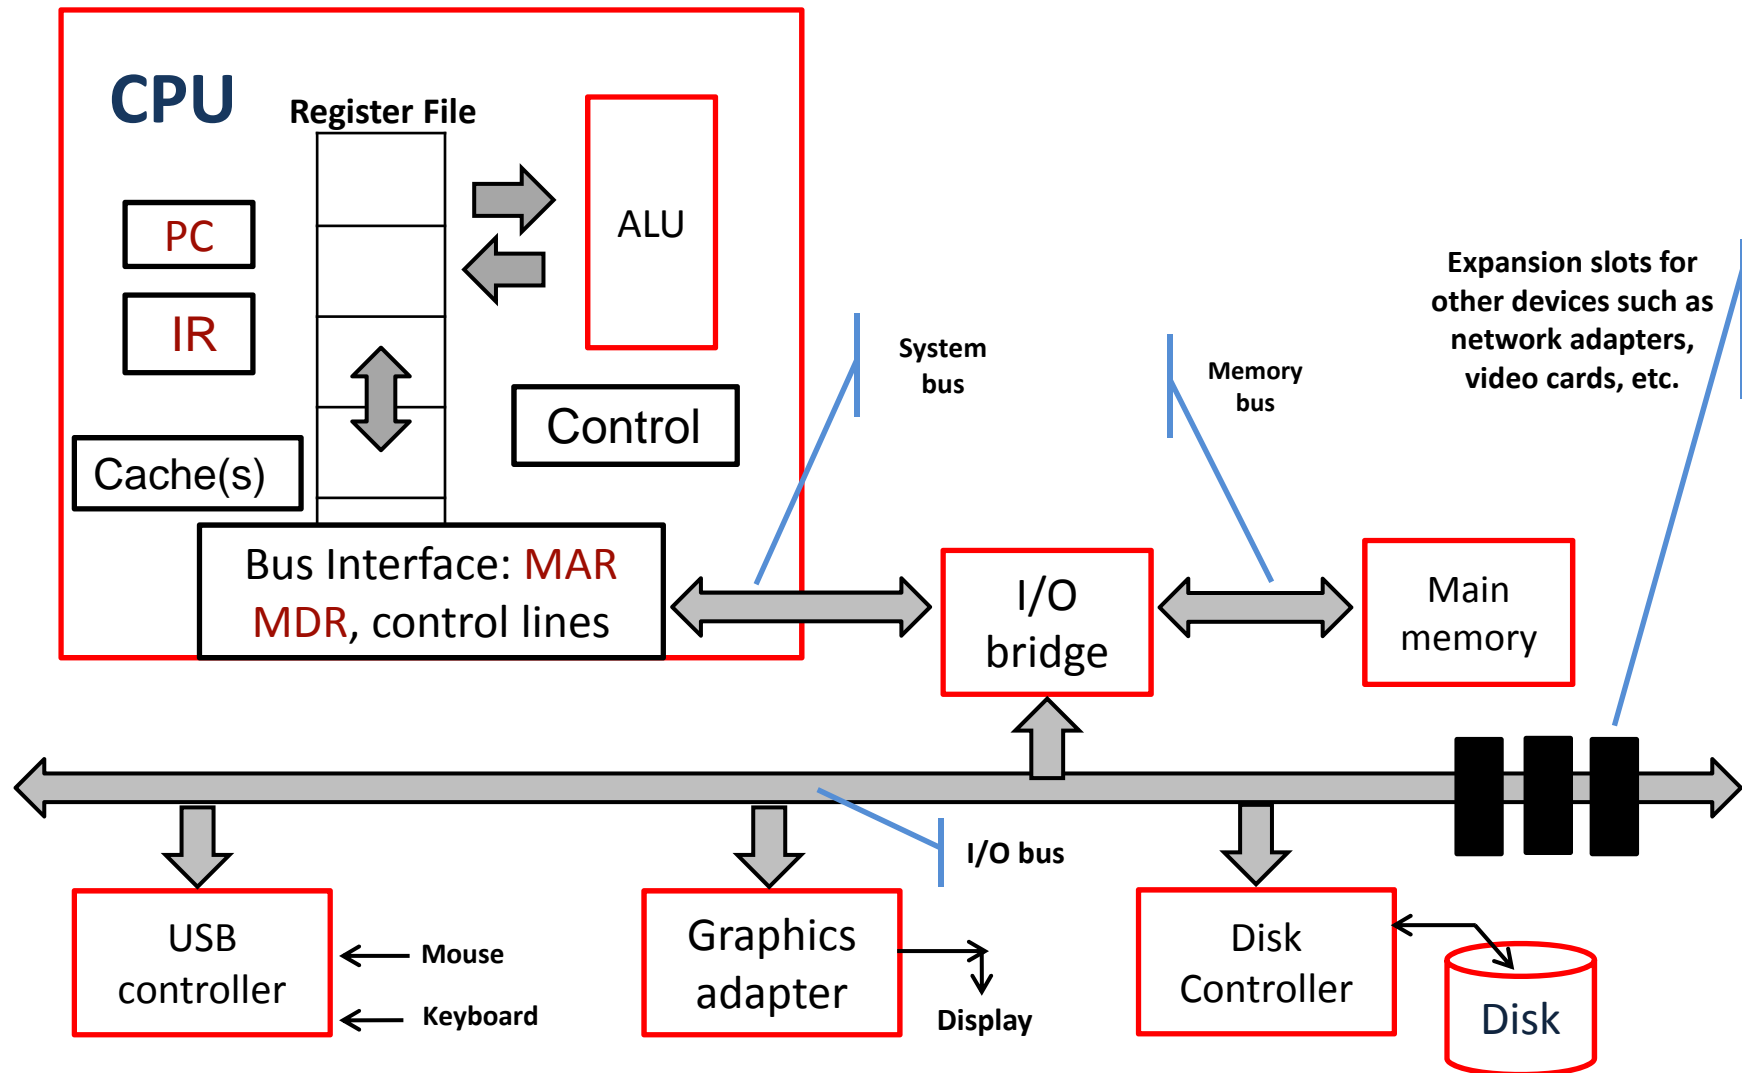 CPU
Register File
PC
IR
ALU
Control
Cache(s)
Bus Interface: MAR
MDR, control lines
System
bus
Memory
bus
Expansion slots for
other devices such as
network adapters,
video cards, etc.
I/O
bridge
Main
memory
I/O bus
USB
controller
Mouse
Keyboard
Graphics
adapter
Display
Disk
Controller
Disk